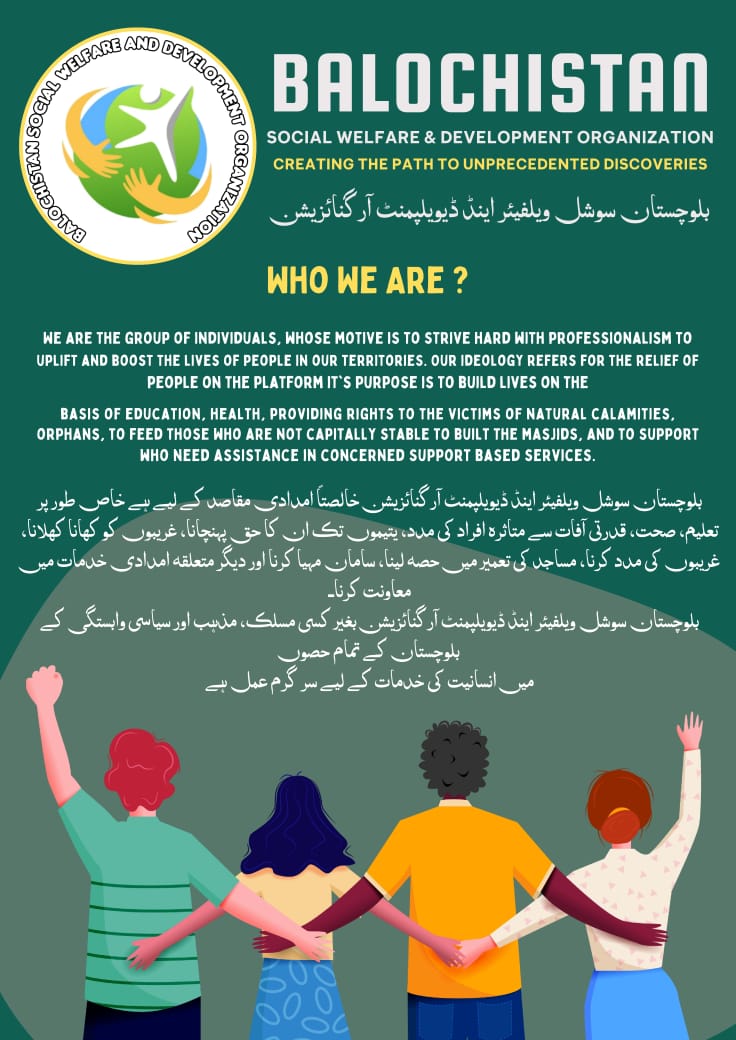 BALOCHISTAN SOCIAL WELFARE AND DEVELOPMENT ORGANIZATION
BALOCHISTAN
SOCIAL WELFARE & DEVELOPMENT ORGANIZATION
CREATING THE PATH TO UNPRECEDENTED DISCOVERIES
بلوچستان سوشل ویلفیئر اینڈ ڈیویلپمنٹ آرگنائزیشن
WHO WE ARE ?
WE ARE THE GROUP OF INDIVIDUALS, WHOSE MOTIVE IS TO STRIVE HARD WITH PROFESSIONALISM TO
UPLIFT AND BOOST THE LIVES OF PEOPLE IN OUR TERRITORIES. OUR IDEOLOGY REFERS FOR THE RELIEF OF
PEOPLE ON THE PLATFORM IT`S PURPOSE IS TO BUILD LIVES ON THE
BASIS OF EDUCATION, HEALTH, PROVIDING RIGHTS TO THE VICTIMS OF NATURAL CALAMITIES,
ORPHANS, TO FEED THOSE WHO ARE NOT CAPITALLY STABLE TO BUILT THE MASJIDS, AND TO SUPPORT
WHO NEED ASSISTANCE IN CONCERNED SUPPORT BASED SERVICES.
بلوچستان سوشل ویلفیئر اینڈ ڈیویلپمنٹ آرگنائزیشن خالصتاً امدادی مقاصد کے لیے ہے خاص طور پر
تعلیم، صحت، قدرتی آفات سے متاثرہ افراد کی مدد، یتیموں تک ان کا حق پہنچانا، غریبوں کو کھانا کھلانا،
غریبوں کی مدد کرنا، مساجد کی تعمیر میں حصہ لینا، سامان مہیا کرنا اور دیگر متعلقہ امدادی خدمات میں
معاونت کرنا۔
بلوچستان سوشل ویلفیئر اینڈ ڈیویلپمنٹ آرگنائزیشن بغیر کسی مسلک، مذہب اور سیاسی وابستگی کے
بلوچستان کے تمام حصوں
میں انسانیت کی خدمات کے لیے سر گرم عمل ہے